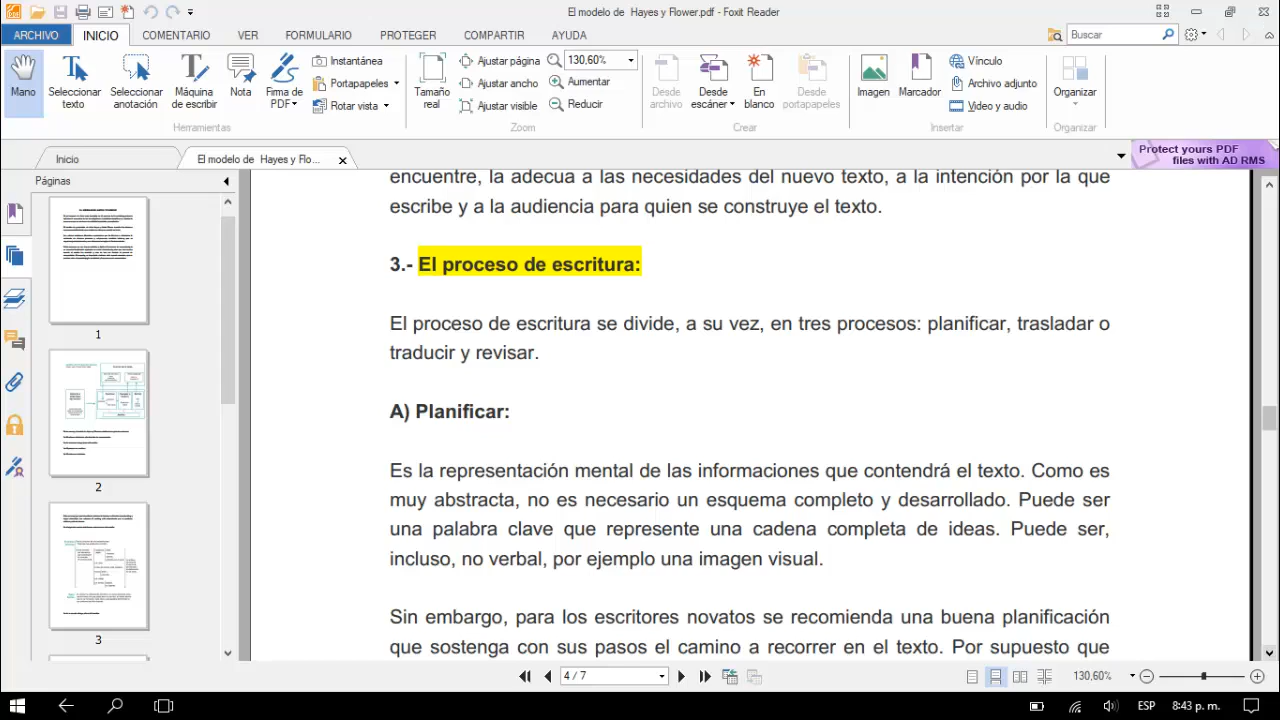 El modelo de Hayes y Flower.pdf - Foxit Reader
ARCHIVO INICIO COMENTARIO VER FORMULARIO PROTEGER COMPARTIR AYUDA
Buscar
Mano
Seleccionar texto
Seleccionar anotación
Máquina de escribir
Nota
Fima de PDF
Instantánea
Portapapeles
Rotar vista
Herramientas
Tamaño real
Ajustar página
Ajustar ancho
Ajustar visible
130,60%
Aumentar
Reducir
Zoom
Desde archivo
Desde escáner
En blanco
Desde portapapeles
Crear
Imagen
Marcador
Vínculo
Archivo adjunto
Video y audio
Insertar
Organizar
Organizar
Inicio
El modelo de Hayes y Flo...
Protect yours PDF
files with AD RMS
Páginas
1
2
3
encuentre, la adecua a las necesidades del nuevo texto, a la intención por la que
escribe y a la audiencia para quien se construye el texto.
3.- El proceso de escritura:
El proceso de escritura se divide, a su vez, en tres procesos: planificar, trasladar o
traducir y revisar.
A) Planificar:
Es la representación mental de las informaciones que contendrá el texto. Como es
muy abstracta, no es necesario un esquema completo y desarrollado. Puede ser
una palabra clave que represente una cadena completa de ideas. Puede ser,
incluso, no verbal, por ejemplo una imagen visual.
Sin embargo, para los escritores novatos se recomienda una buena planificación
que sostenga con sus pasos el camino a recorrer en el texto. Por supuesto que
4 / 7
130,60%
ESP 8:43 p. m.